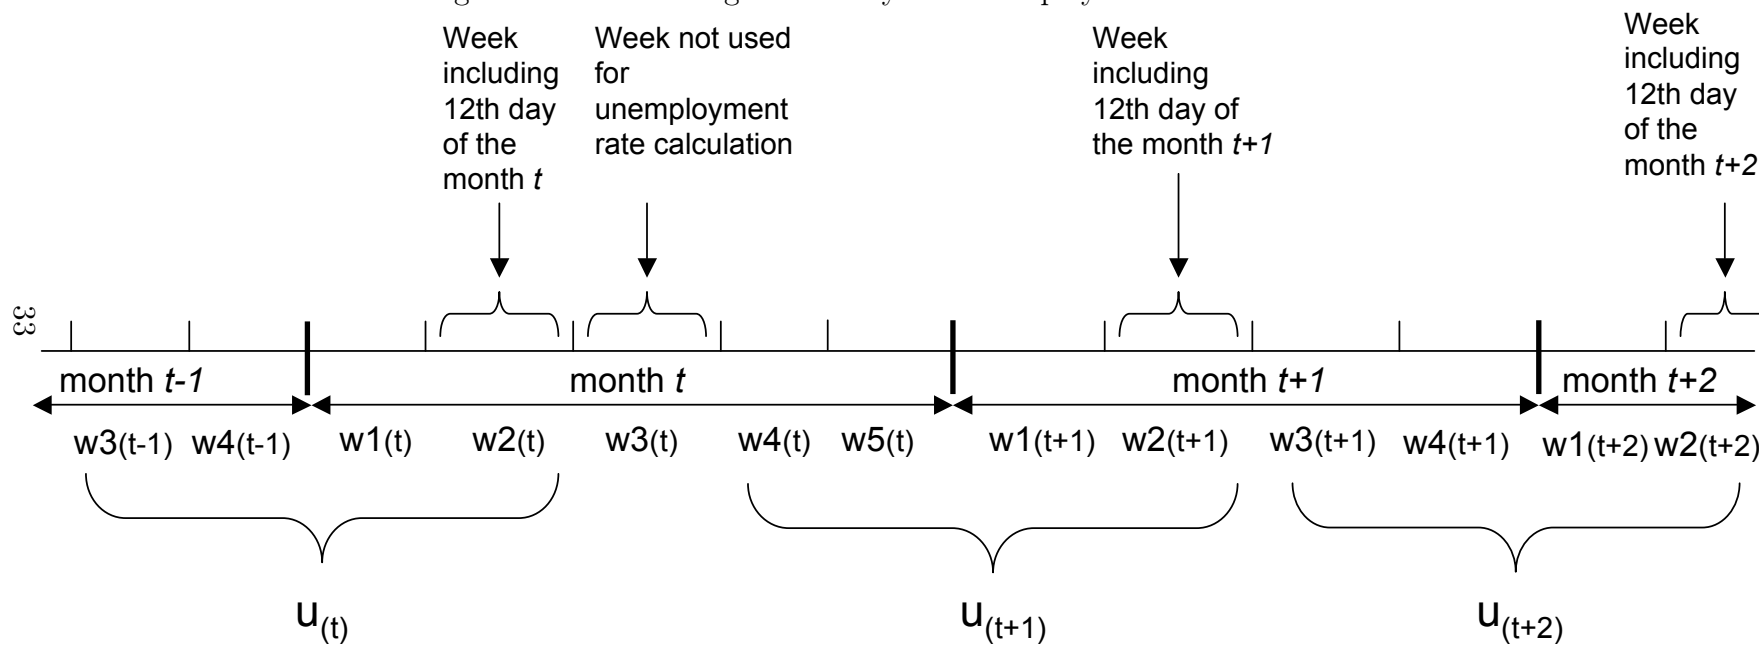 Week
including
12th day
of the
month t
Week not used
for
unemployment
rate calculation
Week
including
12th day of
the month t+1
Week
including
12th day
of the
month t+2
33
month t-1
month t
month t+1
month t+2
w3(t-1) w4(t-1) w1(t) w2(t) w3(t) w4(t) w5(t) w1(t+1) w2(t+1) w3(t+1) w4(t+1) w1(t+2) w2(t+2)
u(t)
u(t+1)
u(t+2)